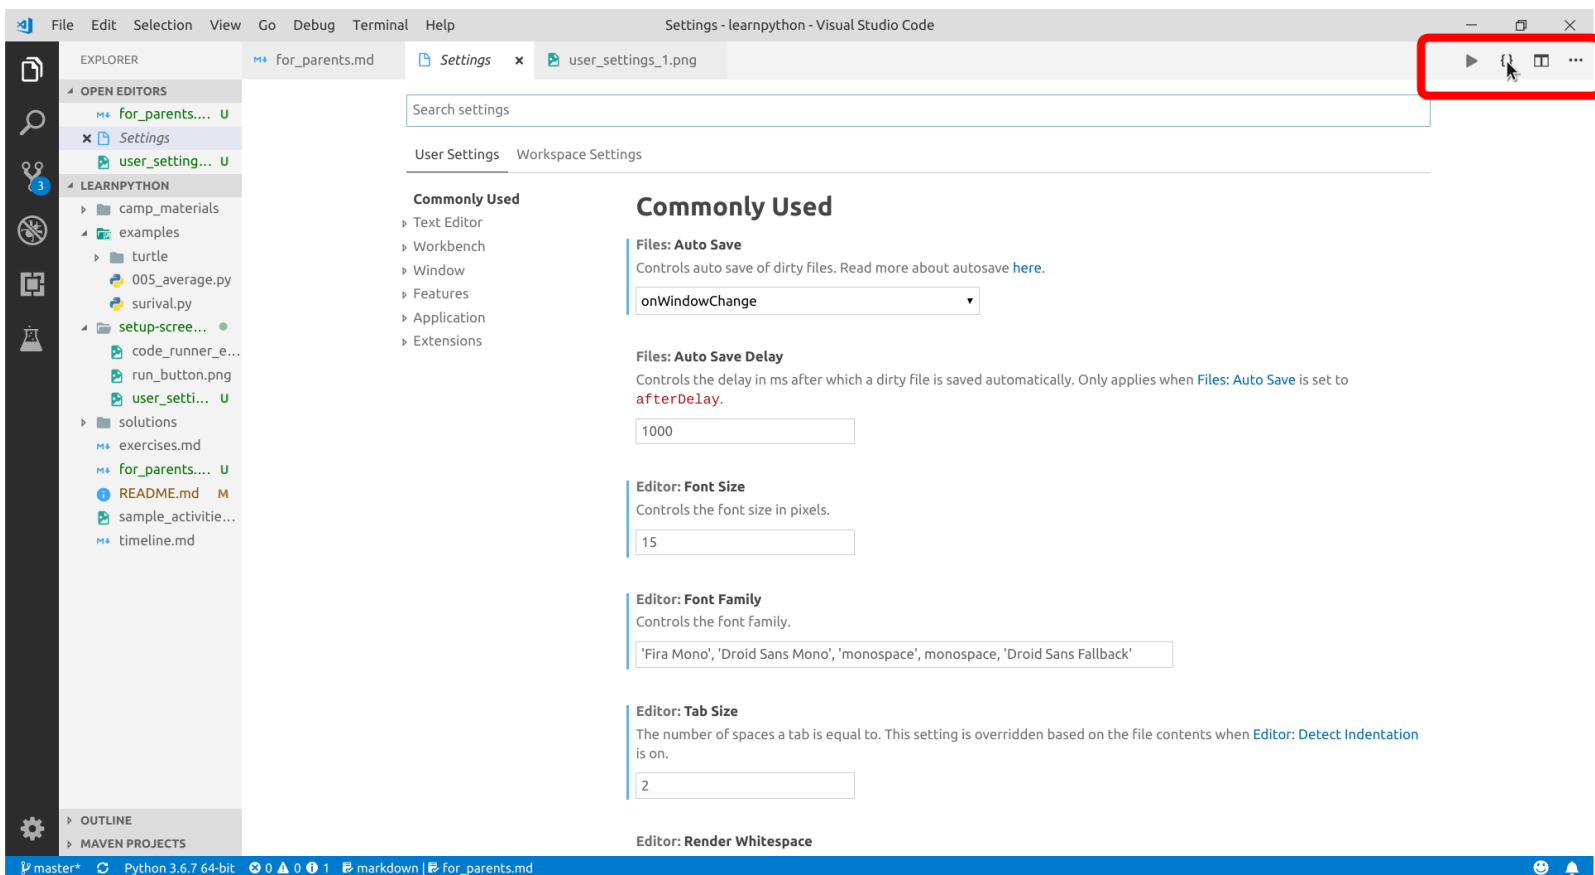 File Edit Selection View Go Debug Terminal Help
Settings - learnpython - Visual Studio Code
EXPLORER
for_parents.md
Settings
user_settings_1.png
{}
OPEN EDITORS
for_parents.... U
Settings
user_setting... U
3
LEARNPYTHON
camp_materials
examples
turtle
005_average.py
surival.py
setup-scree...
code_runner_e...
run_button.png
user_setti... U
solutions
exercises.md
for_parents.... U
README.md M
sample_activitie...
timeline.md
OUTLINE
MAVEN PROJECTS
Search settings
User Settings Workspace Settings
Commonly Used
Text Editor
Workbench
Window
Features
Application
Extensions
Commonly Used
Files: Auto Save
Controls auto save of dirty files. Read more about autosave here.
onWindowChange
Files: Auto Save Delay
Controls the delay in ms after which a dirty file is saved automatically. Only applies when Files: Auto Save is set to
afterDelay.
1000
Editor: Font Size
Controls the font size in pixels.
15
Editor: Font Family
Controls the font family.
'Fira Mono', 'Droid Sans Mono', 'monospace', monospace, 'Droid Sans Fallback'
Editor: Tab Size
The number of spaces a tab is equal to. This setting is overridden based on the file contents when Editor: Detect Indentation
is on.
2
Editor: Render Whitespace
master* Python 3.6.7 64-bit 0 0 1 markdown | for_parents.md